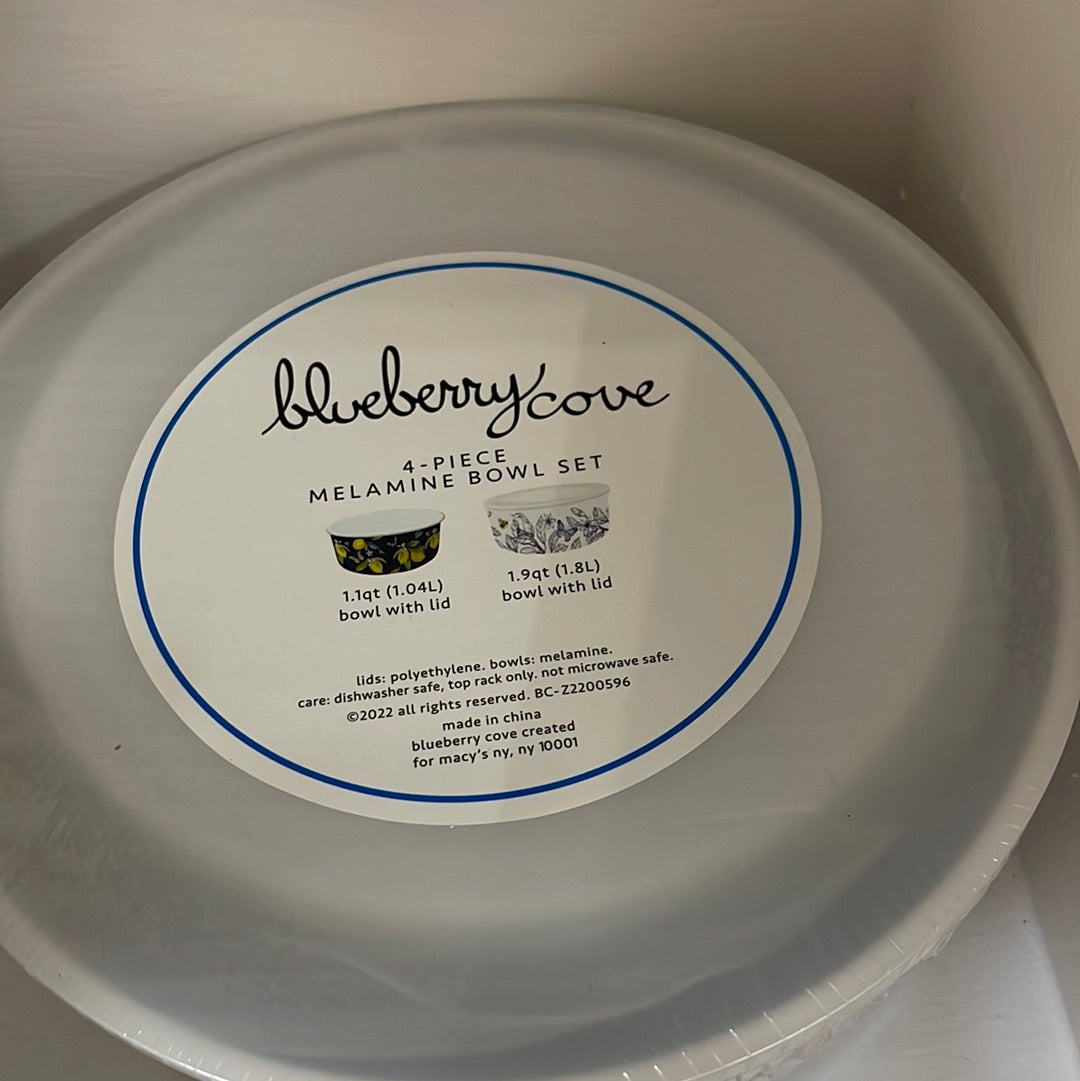 blueberry cove
4-PIECE
MELAMINE BOWL SET
1.1qt (1.04L)
bowl with lid
1.9qt (1.8L)
bowl with lid
lids: polyethylene. bowls: melamine.
care: dishwasher safe, top rack only. not microwave safe.
©2022 all rights reserved. BC-Z2200596
made in china
blueberry cove created
for macy's ny, ny 10001